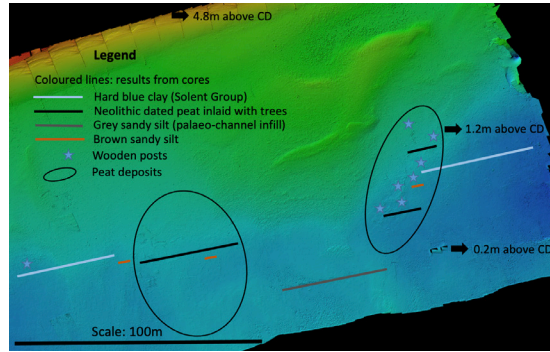 4.8m above CD
Legend
Coloured lines: results from cores
Hard blue clay (Solent Group)
Neolithic dated peat inlaid with trees
Grey sandy silt (palaeo-channel infill)
Brown sandy silt
Wooden posts
Peat deposits
1.2m above CD
0.2m above CD
Scale: 100m